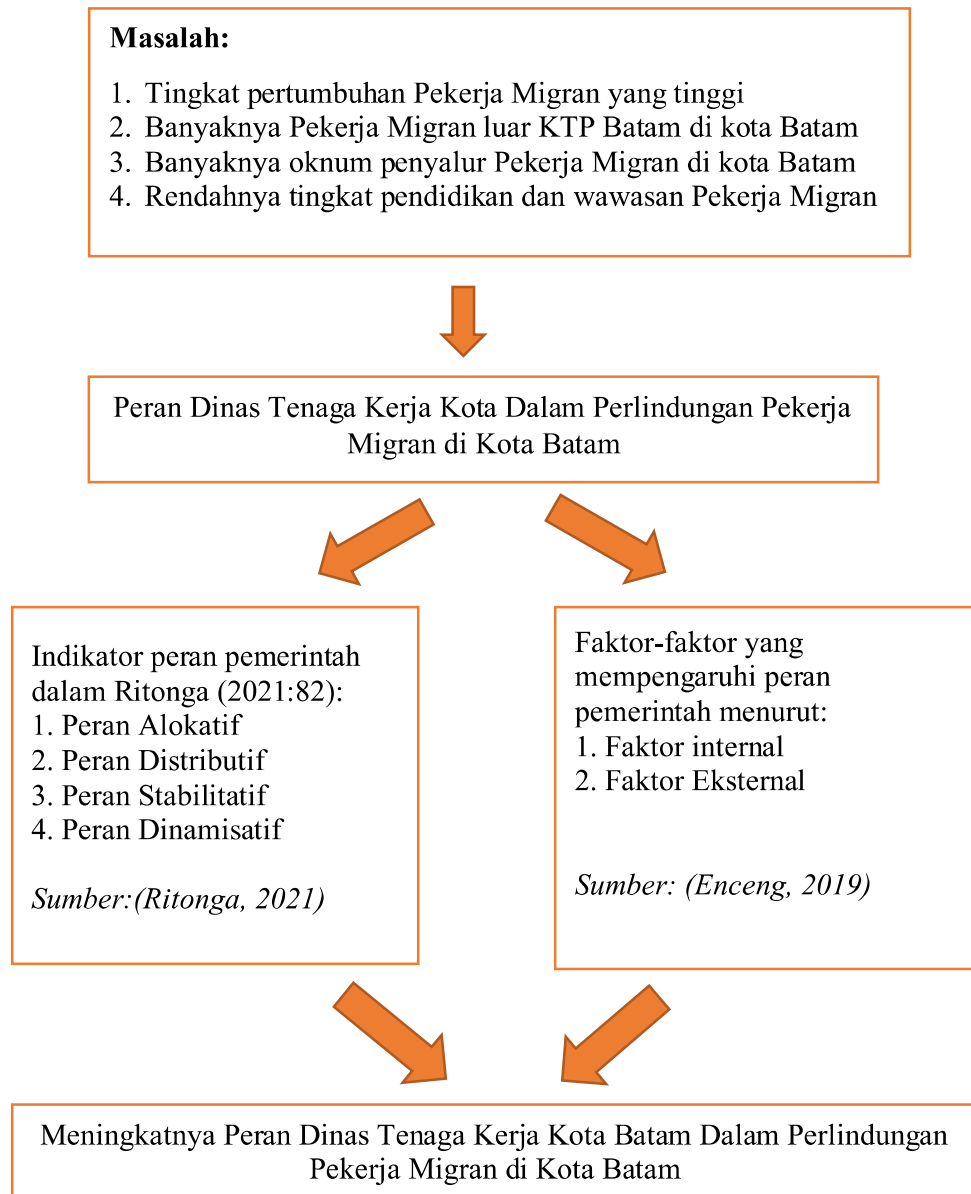 Masalah:
1. Tingkat pertumbuhan Pekerja Migran yang tinggi
2. Banyaknya Pekerja Migran luar KTP Batam di kota Batam
3. Banyaknya oknum penyalur Pekerja Migran di kota Batam
4. Rendahnya tingkat pendidikan dan wawasan Pekerja Migran
Peran Dinas Tenaga Kerja Kota Dalam Perlindungan Pekerja
Migran di Kota Batam
Indikator peran pemerintah
dalam Ritonga (2021:82):
1. Peran Alokatif
2. Peran Distributif
3. Peran Stabilitatif
4. Peran Dinamisatif
Sumber:(Ritonga, 2021)
Faktor-faktor yang
mempengaruhi peran
pemerintah menurut:
1. Faktor internal
2. Faktor Eksternal
Sumber: (Enceng, 2019)
Meningkatnya Peran Dinas Tenaga Kerja Kota Batam Dalam Perlindungan
Pekerja Migran di Kota Batam